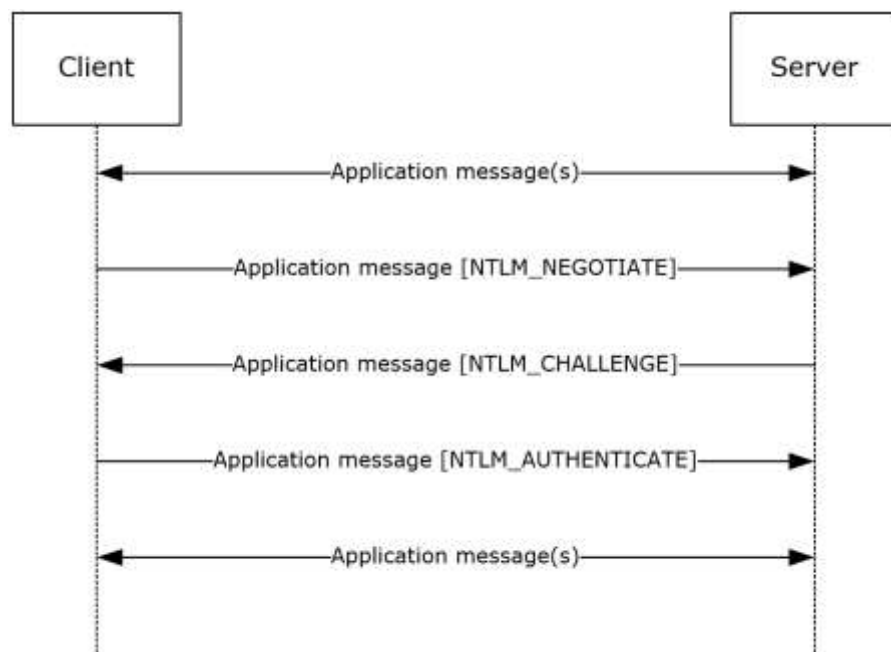 Client
Server
Application message(s)
Application message [NTLM_NEGOTIATE]
Application message [NTLM_CHALLENGE]
Application message [NTLM_AUTHENTICATE]
Application message(s)